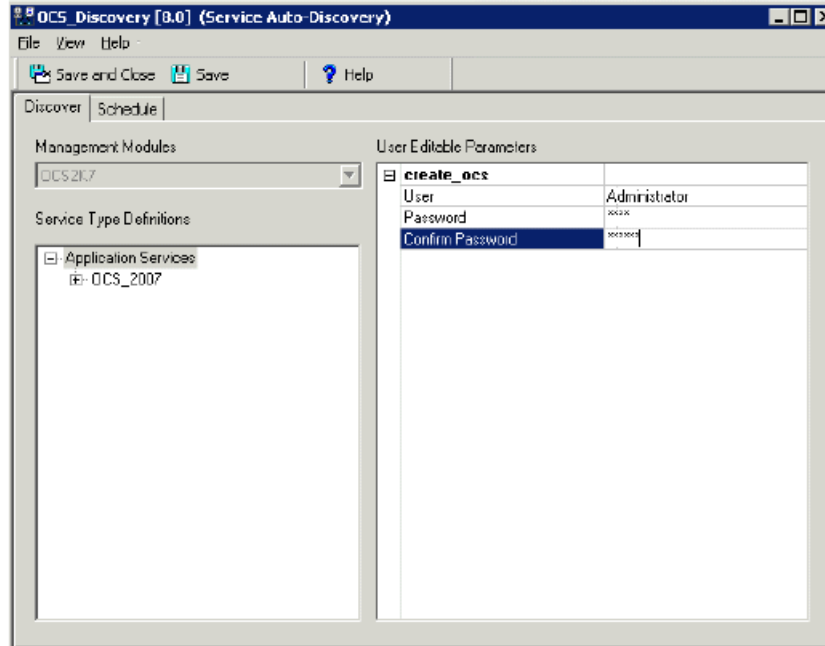 OCS_Discovery [8.0] (Service Auto-Discovery)
File View Help
Save and Close Save Help
Discover Schedule
Management Modules
OCS2K7
Service Type Definitions
Application Services
OCS_2007
User Editable Parameters
create_ocs
User Administrator
Password ****
Confirm Password ******